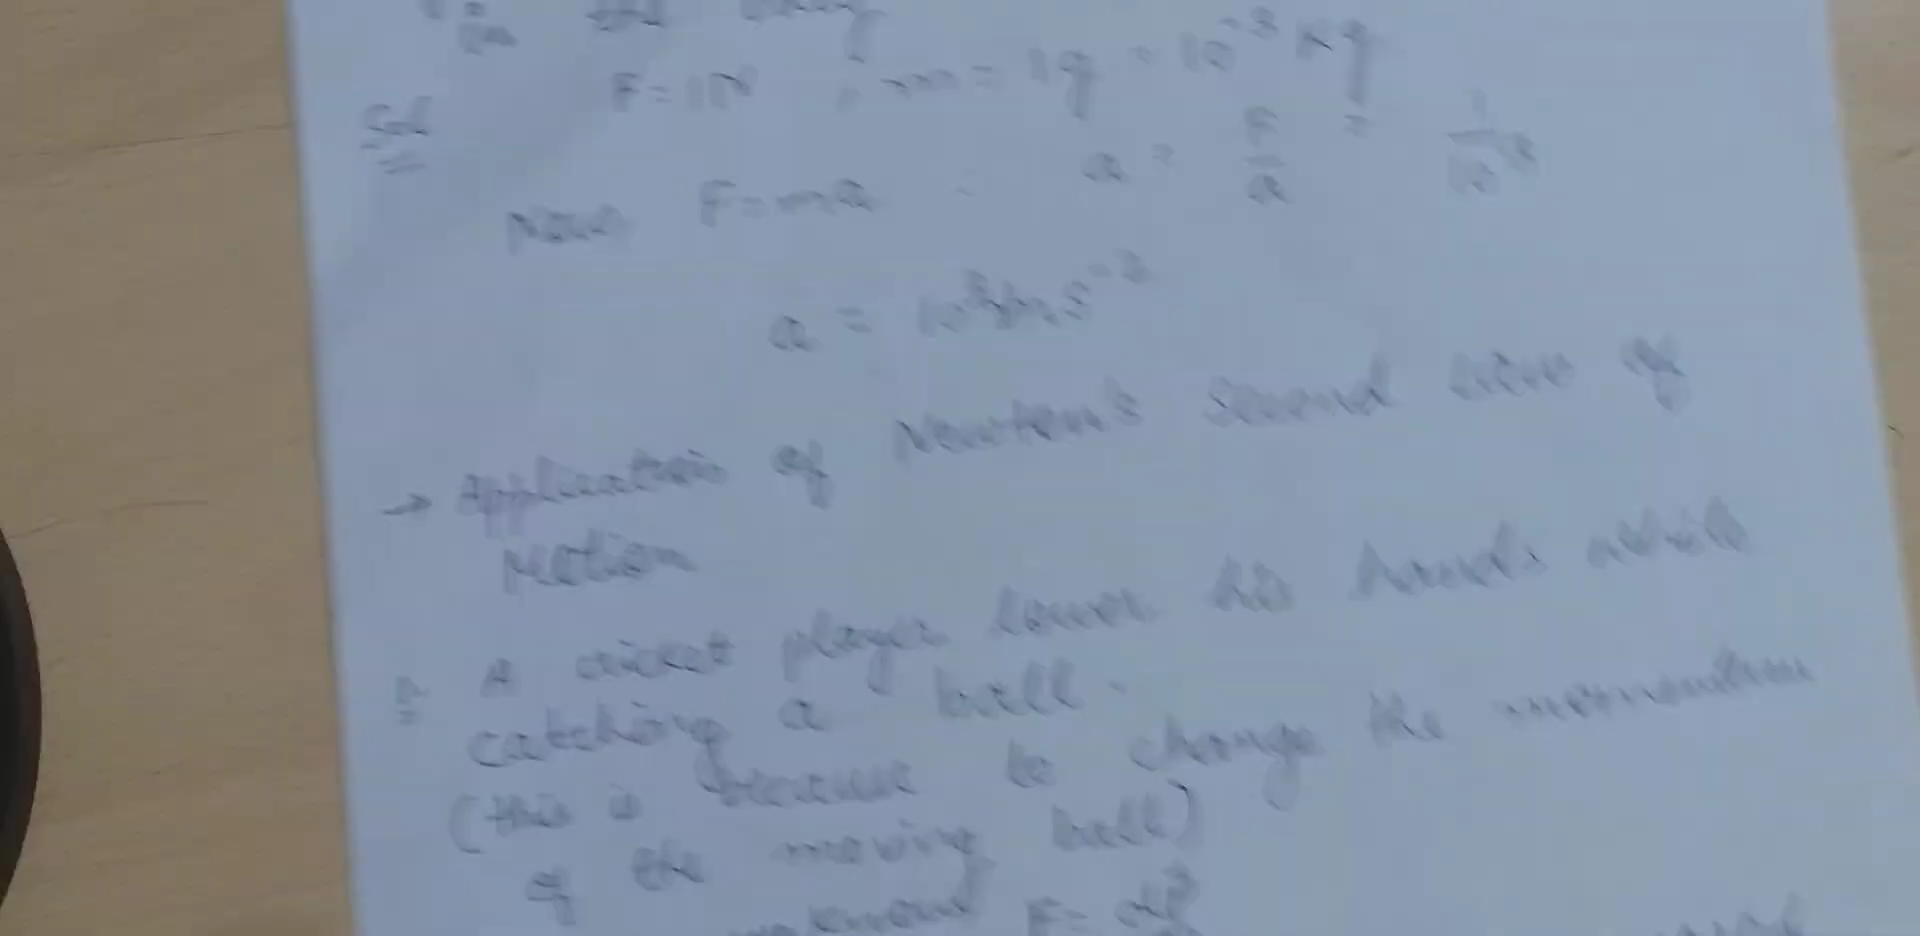 the body
Sol F = 1N , m = 1g = 10⁻³ Kg
Now F = ma a = F/a = 1/10⁻³
a = 10³ m s⁻²
→ Application of Newton's Second law of
Motion
A cricket player lower his hands while
catching a ball.
(this is because to change the momentum
of the moving ball)
F =